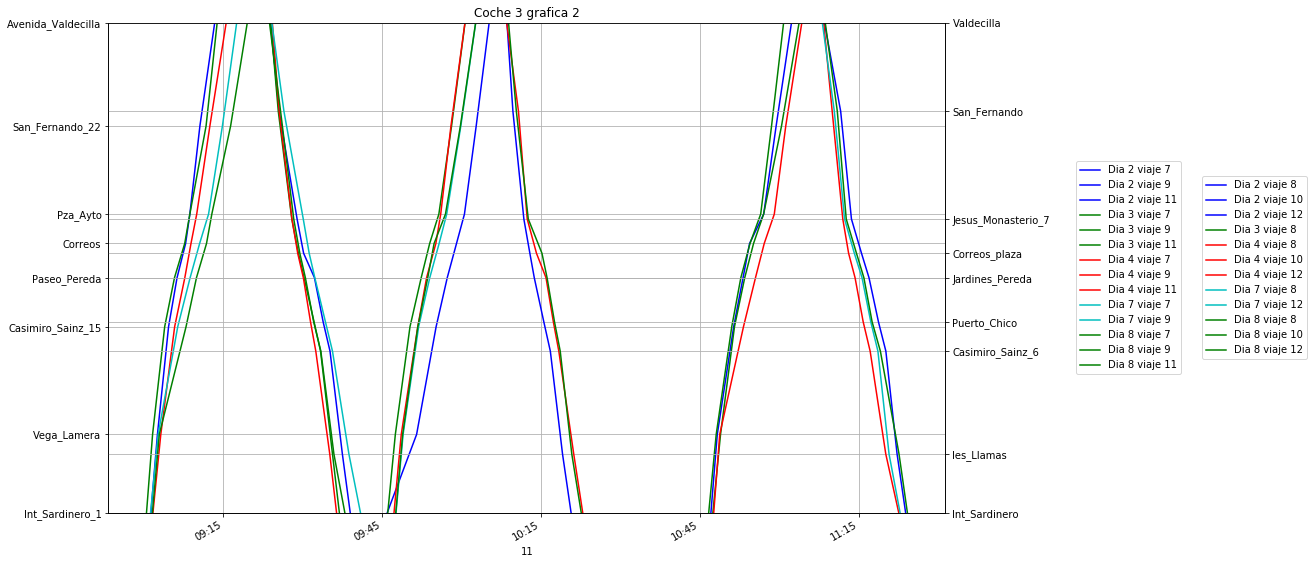 Coche 3 grafica 2
Avenida_Valdecilla
San_Fernando_22
Pza_Ayto
Correos
Paseo_Pereda
Casimiro_Sainz_15
Vega_Lamera
Int_Sardinero_1
Valdecilla
San_Fernando
Jesus_Monasterio_7
Correos_plaza
Jardines_Pereda
Puerto_Chico
Casimiro_Sainz_6
Ies_Llamas
Int_Sardinero
09:15
09:45
10:15
10:45
11:15
11
Dia 2 viaje 7
Dia 2 viaje 9
Dia 2 viaje 11
Dia 3 viaje 7
Dia 3 viaje 9
Dia 3 viaje 11
Dia 4 viaje 7
Dia 4 viaje 9
Dia 4 viaje 11
Dia 7 viaje 7
Dia 7 viaje 9
Dia 8 viaje 7
Dia 8 viaje 9
Dia 8 viaje 11
Dia 2 viaje 8
Dia 2 viaje 10
Dia 2 viaje 12
Dia 3 viaje 8
Dia 4 viaje 8
Dia 4 viaje 10
Dia 4 viaje 12
Dia 7 viaje 8
Dia 7 viaje 12
Dia 8 viaje 8
Dia 8 viaje 10
Dia 8 viaje 12